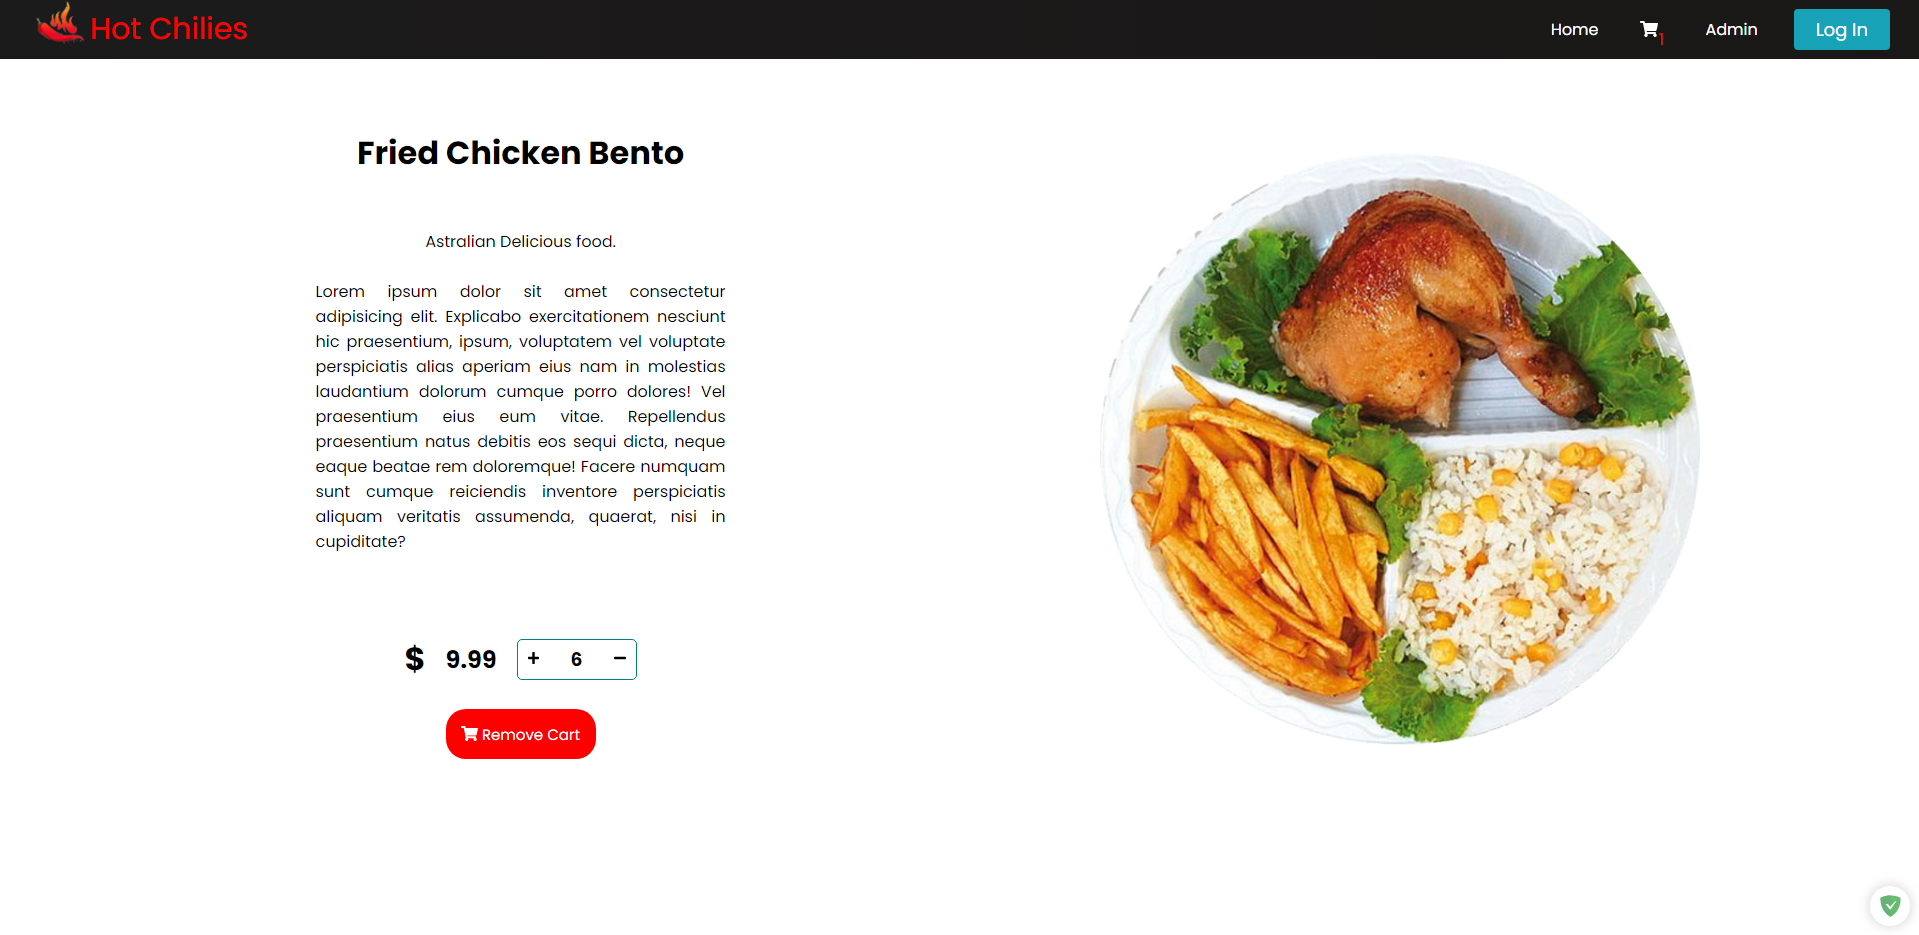 Hot Chilies
Home
1
Admin
Log In
Fried Chicken Bento
Astralian Delicious food.
Lorem ipsum dolor sit amet consectetur
adipisicing elit. Explicabo exercitationem nesciunt
hic praesentium, ipsum, voluptatem vel voluptate
perspiciatis alias aperiam eius nam in molestias
laudantium dolorum cumque porro dolores! Vel
praesentium eius eum vitae. Repellendus
praesentium natus debitis eos sequi dicta, neque
eaque beatae rem doloremque! Facere numquam
sunt cumque reiciendis inventore perspiciatis
aliquam veritatis assumenda, quaerat, nisi in
cupiditate?
$ 9.99 + 6 −
Remove Cart